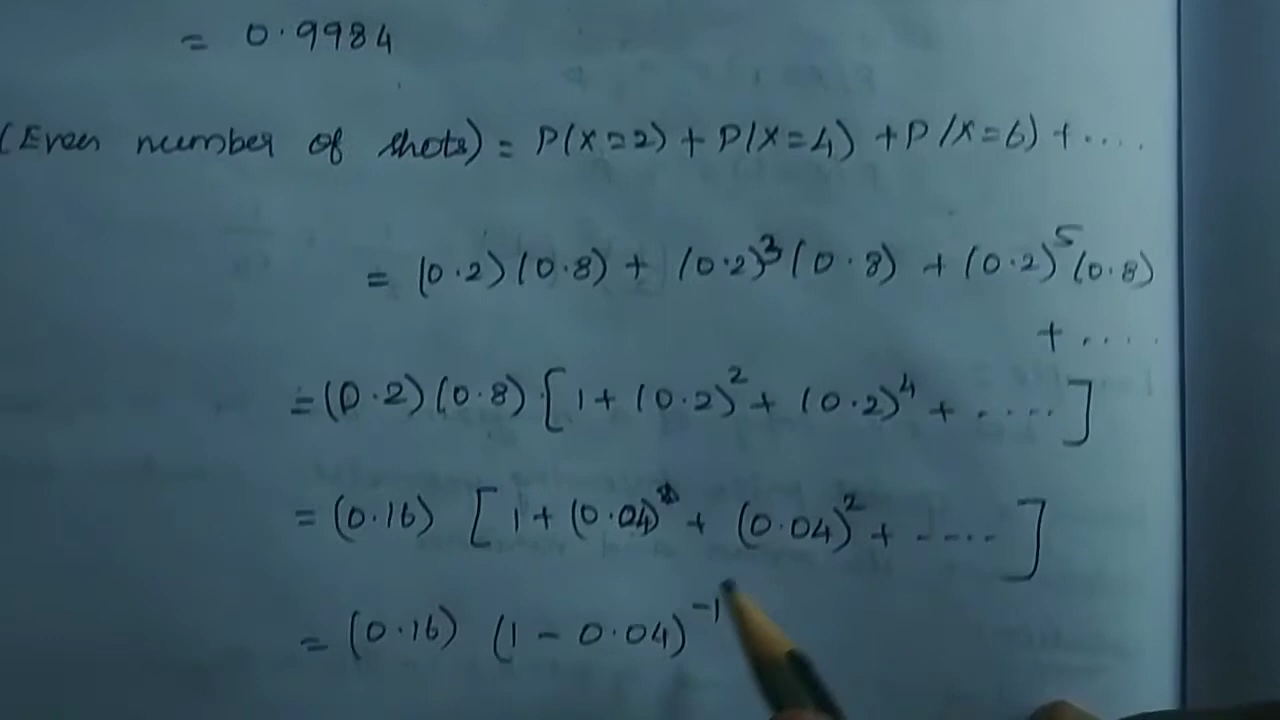 = 0.9984
(Even number of shots) = P(X=2) + P(X=4) + P(X=6) + ....
= (0.2)(0.8) + (0.2)³(0.8) + (0.2)⁵(0.8)
+ ....
= (0.2)(0.8) [1 + (0.2)² + (0.2)⁴ + ....]
= (0.16) [1 + (0.04) + (0.04)² + ....]
= (0.16) (1 - 0.04)⁻¹